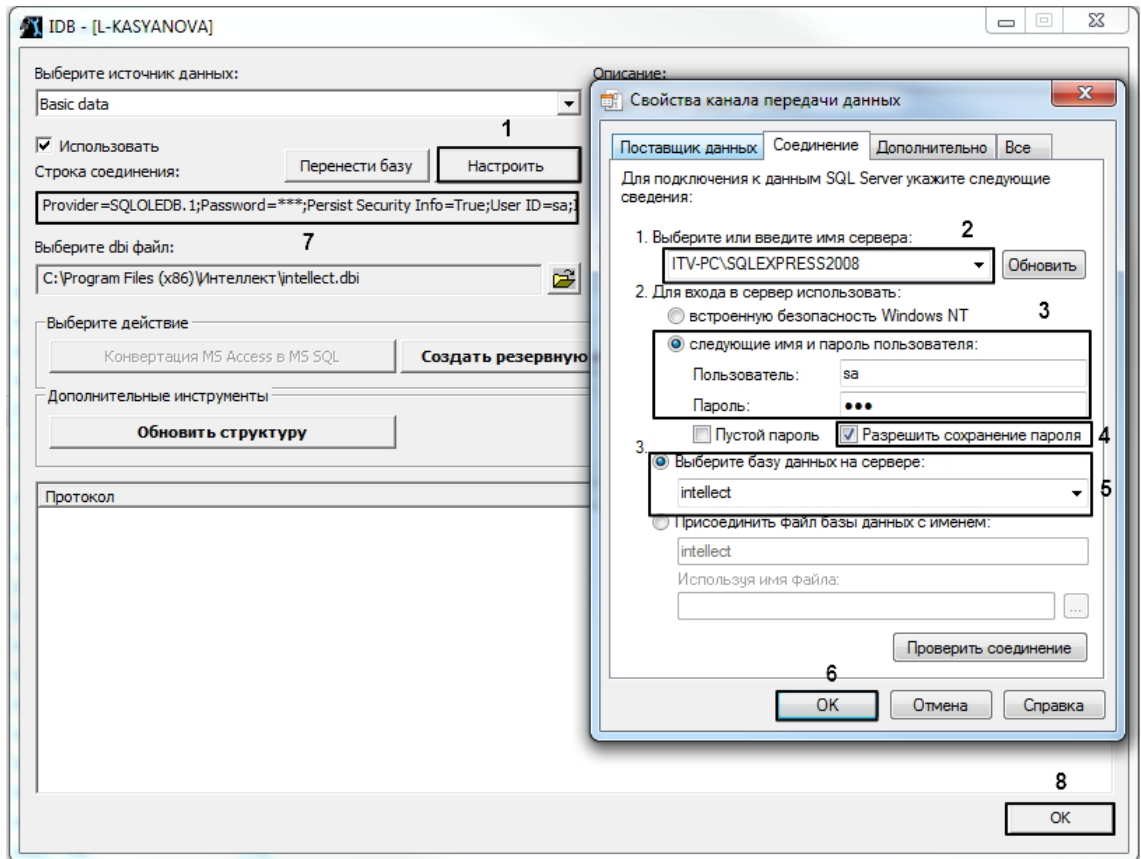 IDB - [L-KASYANOVA]
Выберите источник данных:
Описание:
Basic data
1
Использовать
Перенести базу
Настроить
Строка соединения:
Provider=SQLOLEDB.1;Password=***;Persist Security Info=True;User ID=sa;
7
Выберите dbi файл:
C:\Program Files (x86)\Интеллект\intellect.dbi
Выберите действие
Конвертация MS Access в MS SQL
Создать резервную
Дополнительные инструменты
Обновить структуру
Протокол
Свойства канала передачи данных
Поставщик данных
Соединение
Дополнительно
Все
Для подключения к данным SQL Server укажите следующие
сведения:
2
1. Выберите или введите имя сервера:
ITV-PC\SQLEXPRESS2008
Обновить
2. Для входа в сервер использовать:
3
встроенную безопасность Windows NT
следующие имя и пароль пользователя:
Пользователь: sa
Пароль: ●●●
Пустой пароль
Разрешить сохранение пароля
4
3.
Выберите базу данных на сервере:
intellect
5
Присоединить файл базы данных с именем:
intellect
Используя имя файла:
...
Проверить соединение
6
OK
Отмена
Справка
8
OK